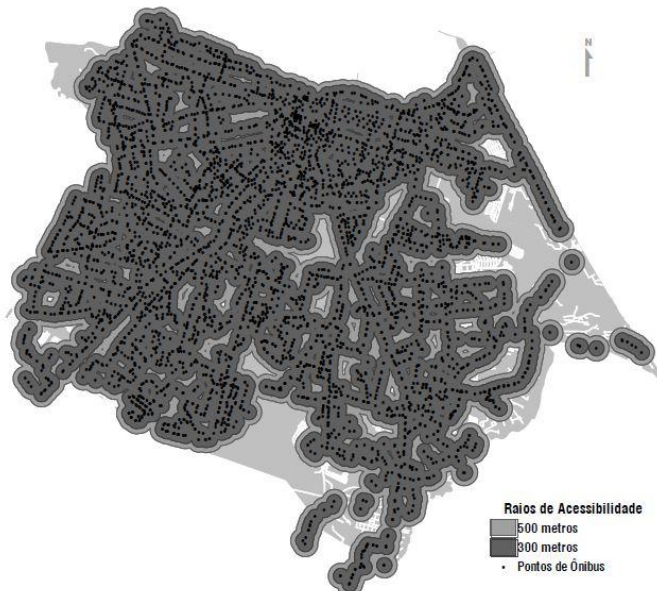 N
Raios de Acessibilidade
500 metros
300 metros
Pontos de Ônibus